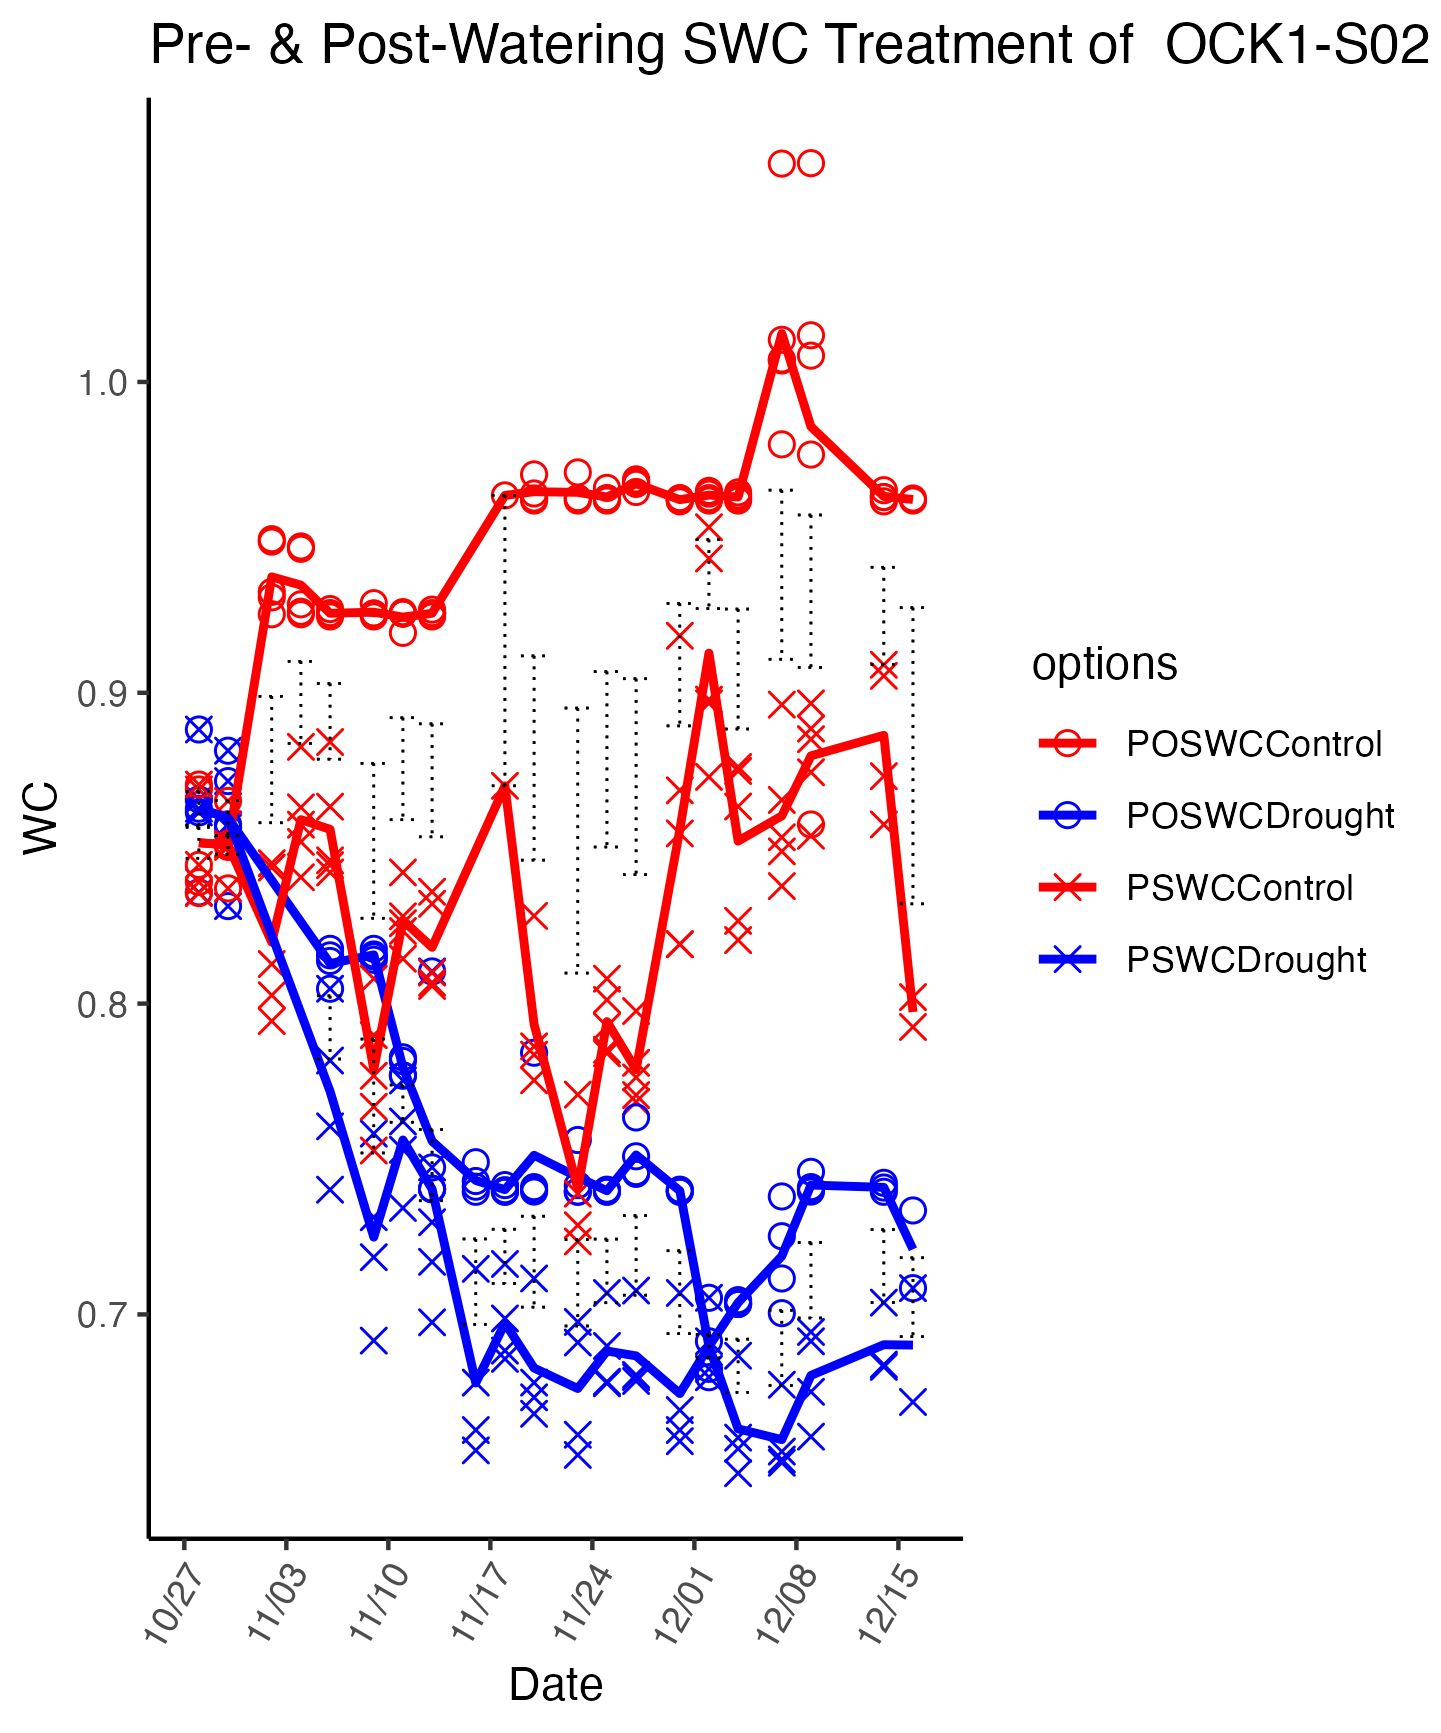 Pre- & Post-Watering SWC Treatment of  OCK1-S02
WC
1.0
0.9
0.8
0.7
10/27
11/03
11/10
11/17
11/24
12/01
12/08
12/15
Date
options
POSWCControl
POSWCDrought
PSWCControl
PSWCDrought